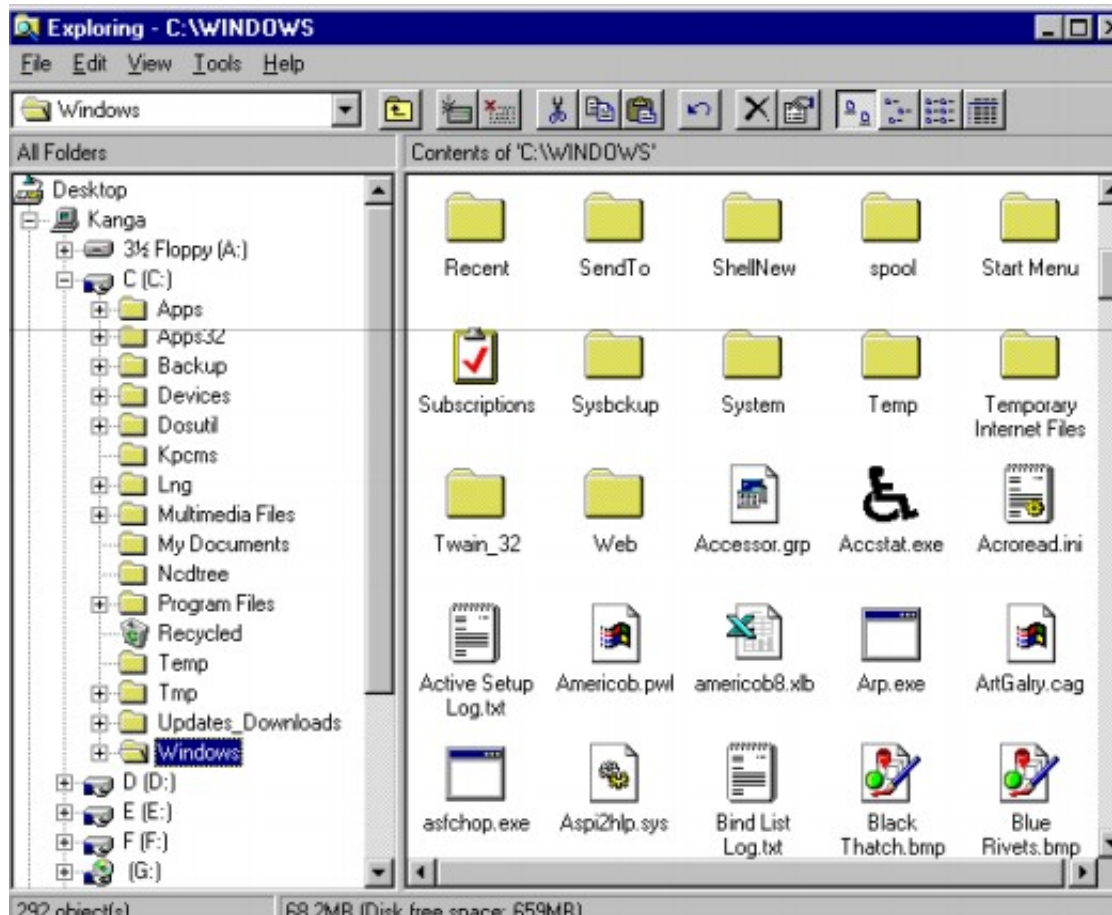 Exploring - C:\WINDOWS
File Edit View Tools Help
Windows
All Folders
Contents of 'C:\WINDOWS'
Desktop
Kanga
3½ Floppy (A:)
C (C:)
Apps
Apps32
Backup
Devices
Dosutil
Kpcms
Lng
Multimedia Files
My Documents
Ncdtree
Program Files
Recycled
Temp
Tmp
Updates_Downloads
Windows
D (D:)
E (E:)
F (F:)
(G:)
Recent SendTo ShellNew spool Start Menu
Subscriptions Sysbckup System Temp Temporary
Internet Files
Twain_32 Web Accessor.grp Accstat.exe Acroread.ini
Active Setup Americob.pwl americob8.xlb Arp.exe ArtGalry.cag
Log.txt
asfchop.exe Aspi2hlp.sys Bind List Black Blue
Log.txt Thatch.bmp Rivets.bmp
292 object(s)
68.2MB (Disk free space: 659MB)